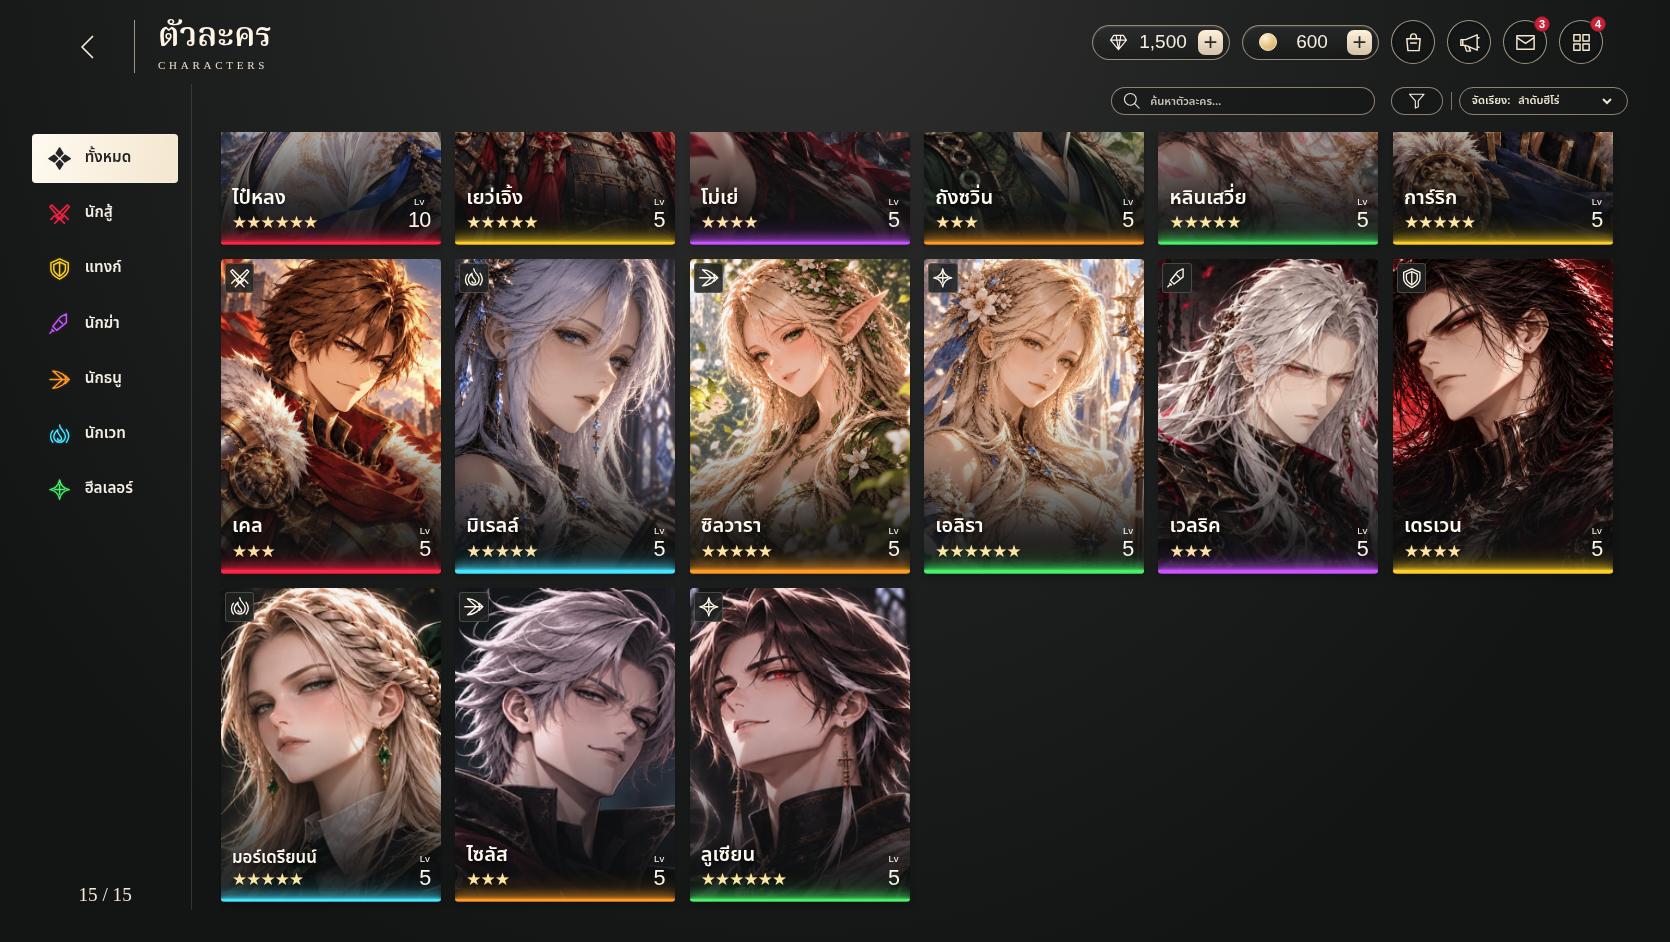 ตัวละคร
CHARACTERS
1,500
600
3
4
ค้นหาตัวละคร...
จัดเรียง: ลำดับฮีโร่
ทั้งหมด
นักสู้
แทงก์
นักฆ่า
นักธนู
นักเวท
ฮีลเลอร์
15 / 15
ไป๋หลง
Lv
10
เยว่เจิ้ง
Lv
5
โม่เย่
Lv
5
ถังซวิ่น
Lv
5
หลินเสวี่ย
Lv
5
การ์ริก
Lv
5
เคล
Lv
5
มิเรลล์
Lv
5
ซิลวารา
Lv
5
เอลิรา
Lv
5
เวลริค
Lv
5
เดรเวน
Lv
5
มอร์เดรียนน์
Lv
5
ไซลัส
Lv
5
ลูเซียน
Lv
5